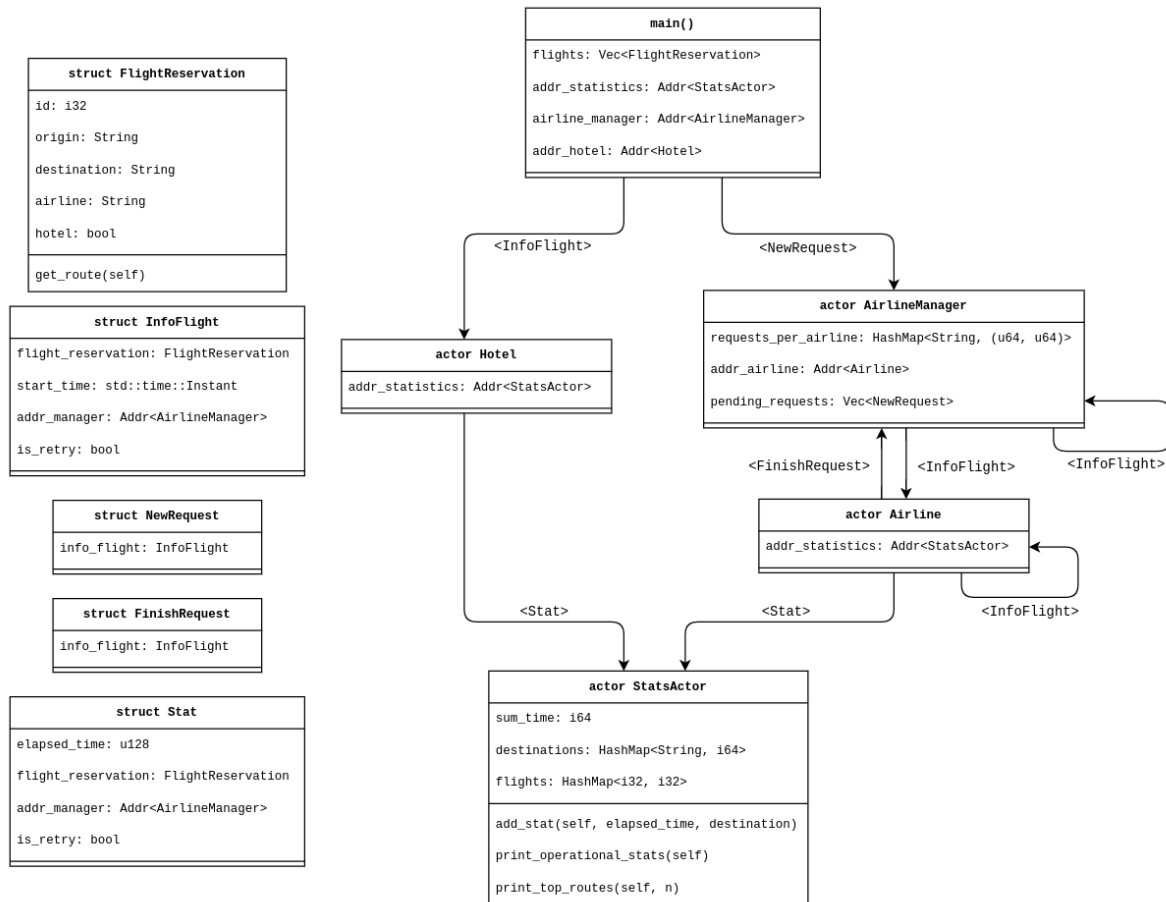 struct FlightReservation
id: i32
origin: String
destination: String
airline: String
hotel: bool
get_route(self)
struct InfoFlight
flight_reservation: FlightReservation
start_time: std::time::Instant
addr_manager: Addr<AirlineManager>
is_retry: bool
struct NewRequest
info_flight: InfoFlight
struct FinishRequest
info_flight: InfoFlight
struct Stat
elapsed_time: u128
flight_reservation: FlightReservation
addr_manager: Addr<AirlineManager>
is_retry: bool
main()
flights: Vec<FlightReservation>
addr_statistics: Addr<StatsActor>
airline_manager: Addr<AirlineManager>
addr_hotel: Addr<Hotel>
<InfoFlight>
<NewRequest>
actor Hotel
addr_statistics: Addr<StatsActor>
actor AirlineManager
requests_per_airline: HashMap<String, (u64, u64)>
addr_airline: Addr<Airline>
pending_requests: Vec<NewRequest>
<FinishRequest>
<InfoFlight>
<InfoFlight>
actor Airline
addr_statistics: Addr<StatsActor>
<InfoFlight>
<Stat>
<Stat>
actor StatsActor
sum_time: i64
destinations: HashMap<String, i64>
flights: HashMap<i32, i32>
add_stat(self, elapsed_time, destination)
print_operational_stats(self)
print_top_routes(self, n)